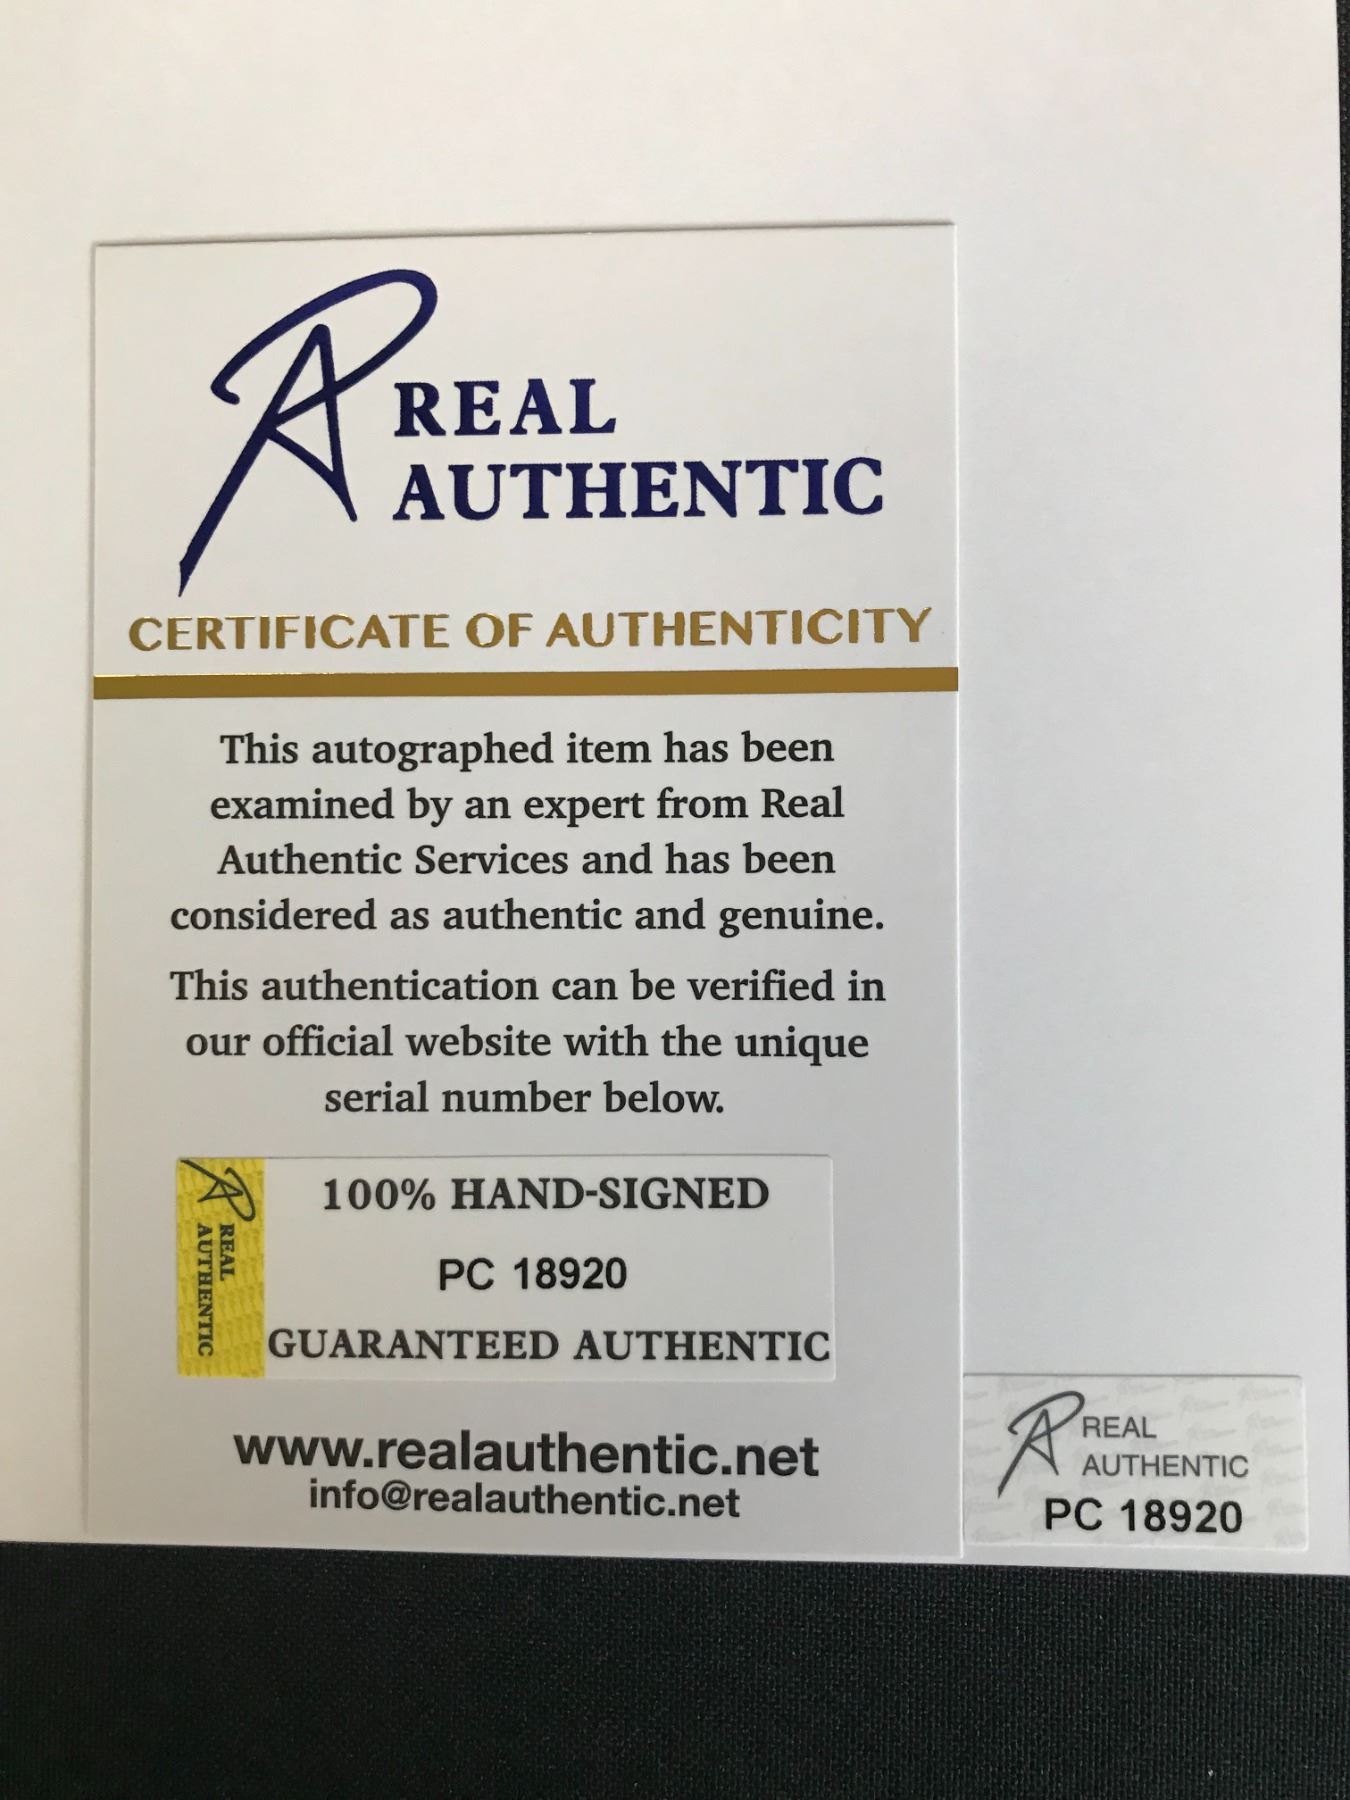 REAL
AUTHENTIC
CERTIFICATE OF AUTHENTICITY
This autographed item has been
examined by an expert from Real
Authentic Services and has been
considered as authentic and genuine.
This authentication can be verified in
our official website with the unique
serial number below.
REAL
AUTHENTIC
100% HAND-SIGNED
PC 18920
GUARANTEED AUTHENTIC
www.realauthentic.net
info@realauthentic.net
REAL
AUTHENTIC
PC 18920